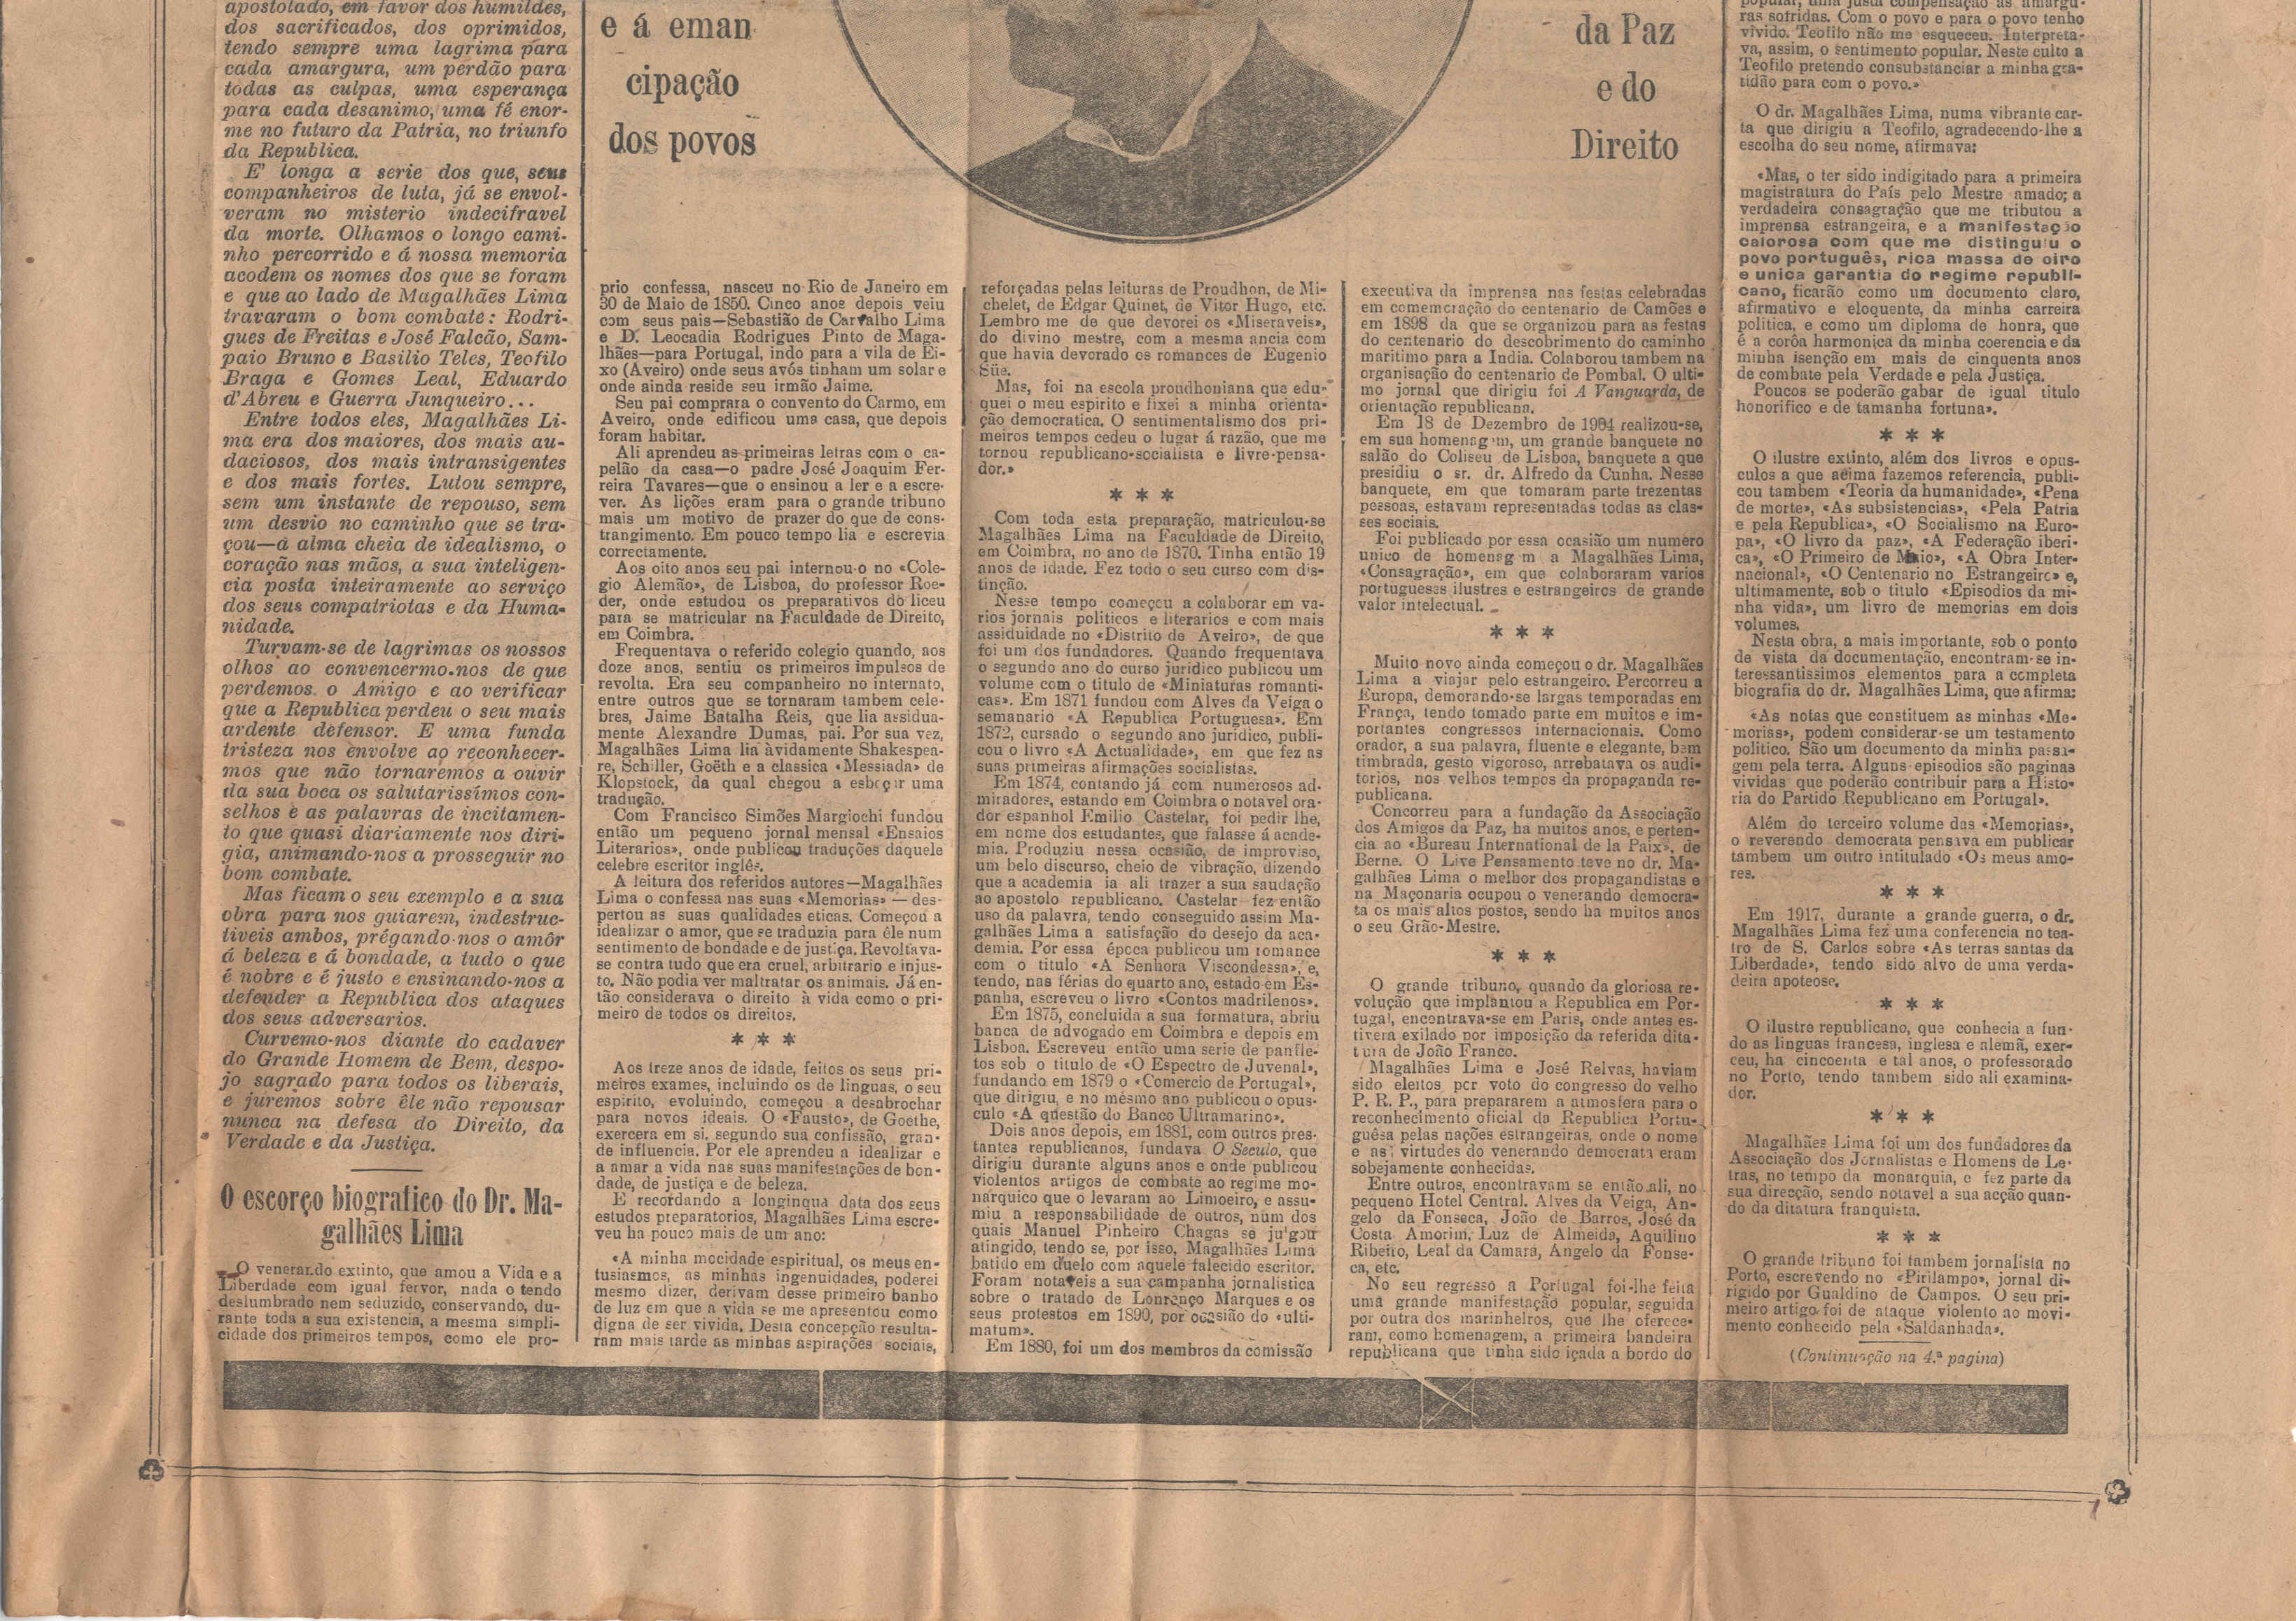 apostolado, em favor dos humildes,
dos sacrificados, dos oprimidos,
tendo sempre uma lagrima para
cada amargura, um perdão para
todas as culpas, uma esperança
para cada desanimo, uma fé enor-
me no futuro da Patria, no triunfo
da Republica.
E' longa a serie dos que, seus
companheiros de luta, já se envol-
veram no misterio indecifravel
da morte. Olhamos o longo cami-
nho percorrido e á nossa memoria
acodem os nomes dos que se foram
e que ao lado de Magalhães Lima
travaram o bom combate: Rodri-
gues de Freitas e José Falcão, Sam-
paio Bruno e Basilio Teles, Teofilo
Braga e Gomes Leal, Eduardo
d'Abreu e Guerra Junqueiro...
Entre todos eles, Magalhães Li-
ma era dos maiores, dos mais au-
daciosos, dos mais intransigentes
e dos mais fortes. Lutou sempre,
sem um instante de repouso, sem
um desvio no caminho que se tra-
çou—a alma cheia de idealismo, o
coração nas mãos, a sua inteligen-
cia posta inteiramente ao serviço
dos seus compatriotas e da Huma-
nidade.
Turvam-se de lagrimas os nossos
olhos ao convencermo-nos de que
perdemos o Amigo e ao verificar
que a Republica perdeu o seu mais
ardente defensor. E uma funda
tristeza nos envolve ao reconhecer-
mos que não tornaremos a ouvir
da sua boca os salutarissimos con-
selhos e as palavras de incitamen-
to que quasi diariamente nos diri-
gia, animando-nos a prosseguir no
bom combate.
Mas ficam o seu exemplo e a sua
obra para nos guiarem, indestruc-
tiveis ambos, prégando-nos o amôr
á beleza e á bondade, a tudo o que
é nobre e é justo e ensinando-nos a
defender a Republica dos ataques
dos seus adversarios.
Curvemo-nos diante do cadaver
do Grande Homem de Bem, despo-
jo sagrado para todos os liberais,
e juremos sobre êle não repousar
nunca na defesa do Direito, da
Verdade e da Justiça.
O escorço biografico do Dr. Ma-
galhães Lima
O venerando extinto, que amou a Vida e a
Liberdade com igual fervor, nada o tendo
deslumbrado nem seduzido, conservando, du-
rante toda a sua existencia, a mesma simpli-
cidade dos primeiros tempos, como ele pro-
e á eman
cipação
dos povos
da Paz
e do
Direito
prio confessa, nasceu no Rio de Janeiro em
30 de Maio de 1850. Cinco anos depois veiu
com seus pais—Sebastião de Carvalho Lima
e D. Leocadia Rodrigues Pinto de Maga-
lhães—para Portugal, indo para a vila de Ei-
xo (Aveiro) onde seus avós tinham um solar e
onde ainda reside seu irmão Jaime.
Seu pai comprara o convento do Carmo, em
Aveiro, onde edificou uma casa, que depois
foram habitar.
Ali aprendeu as primeiras letras com o ca-
pelão da casa—o padre José Joaquim Fer-
reira Tavares—que o ensinou a ler e a escre-
ver. As lições eram para o grande tribuno
mais um motivo de prazer do que de cons-
trangimento. Em pouco tempo lia e escrevia
correctamente.
Aos oito anos seu pai internou-o no «Cole-
gio Alemão», de Lisboa, do professor Roe-
der, onde estudou os preparativos do liceu
para se matricular na Faculdade de Direito,
em Coimbra.
Frequentava o referido colegio quando, aos
doze anos, sentiu os primeiros impulsos de
revolta. Era seu companheiro no internato,
entre outros que se tornaram tambem cele-
bres, Jaime Batalha Reis, que lia assidua-
mente Alexandre Dumas, pai. Por sua vez,
Magalhães Lima lia àvidamente Shakespea-
re, Schiller, Goëth e a classica «Messiada» de
Klopstock, da qual chegou a esboçar uma
tradução.
Com Francisco Simões Margiochi fundou
então um pequeno jornal mensal «Ensaios
Literarios», onde publicou traduções daquele
celebre escritor inglês.
A leitura dos referidos autores—Magalhães
Lima o confessa nas suas «Memorias» — des-
pertou as suas qualidades eticas. Começou a
idealizar o amor, que se traduzia para êle num
sentimento de bondade e de justiça. Revoltava-
se contra tudo que era cruel, arbitrario e injus-
to. Não podia ver maltratar os animais. Já en-
tão considerava o direito à vida como o pri-
meiro de todos os direitos.
* * *
Aos treze anos de idade, feitos os seus pri-
meiros exames, incluindo os de linguas, o seu
espirito, evoluindo, começou a desabrochar
para novos ideais. O «Fausto», de Goethe,
exercera em si, segundo sua confissão, gran-
de influencia. Por ele aprendeu a idealizar e
a amar a vida nas suas manifestações de bon-
dade, de justiça e de beleza.
E recordando a longinqua data dos seus
estudos preparatorios, Magalhães Lima escre-
veu ha pouco mais de um ano:
«A minha mocidade espiritual, os meus en-
tusiasmos, as minhas ingenuidades, poderei
mesmo dizer, derivam desse primeiro banho
de luz em que a vida se me apresentou como
digna de ser vivida. Desta concepção resulta-
ram mais tarde as minhas aspirações sociais,
reforçadas pelas leituras de Proudhon, de Mi-
chelet, de Edgar Quinet, de Vitor Hugo, etc.
Lembro me de que devorei os «Miseraveis»,
do divino mestre, com a mesma ancia com
que havia devorado os romances de Eugenio
Süe.
Mas, foi na escola proudhoniana que edu-
quei o meu espirito e fixei a minha orienta-
ção democratica. O sentimentalismo dos pri-
meiros tempos cedeu o lugar á razão, que me
tornou republicano-socialista e livre-pensa-
dor.»
* * *
Com toda esta preparação, matriculou-se
Magalhães Lima na Faculdade de Direito,
em Coimbra, no ano de 1870. Tinha então 19
anos de idade. Fez todo o seu curso com dis-
tinção.
Nesse tempo começou a colaborar em va-
rios jornais politicos e literarios e com mais
assiduidade no «Distrito de Aveiro», de que
foi um dos fundadores. Quando frequentava
o segundo ano do curso jurídico publicou um
volume com o titulo de «Miniaturas romanti-
cas». Em 1871 fundou com Alves da Veiga o
semanario «A Republica Portuguesa». Em
1872, cursado o segundo ano jurídico, publi-
cou o livro «A Actualidade», em que fez as
suas primeiras afirmações socialistas.
Em 1874, contando já com numerosos ad-
miradores, estando em Coimbra o notavel ora-
dor espanhol Emilio Castelar, foi pedir lhe,
em nome dos estudantes, que falasse á acade-
mia. Produziu nessa ocasião, de improviso,
um belo discurso, cheio de vibração, dizendo
que a academia ia ali trazer a sua saudação
ao apostolo republicano. Castelar fez então
uso da palavra, tendo conseguido assim Ma-
galhães Lima a satisfação do desejo da aca-
demia. Por essa época publicou um romance
com o titulo «A Senhora Viscondessa», e,
tendo, nas férias do quarto ano, estado em Es-
panha, escreveu o livro «Contos madrilenos».
Em 1875, concluida a sua formatura, abriu
banca de advogado em Coimbra e depois em
Lisboa. Escreveu então uma serie de panfle-
tos sob o titulo de «O Espectro de Juvenal»,
fundando em 1879 o «Comercio de Portugal»,
que dirigiu, e no mesmo ano publicou o opus-
culo «A questão do Banco Ultramarino».
Dois anos depois, em 1881, com outros pres-
tantes republicanos, fundava O Seculo, que
dirigiu durante alguns anos e onde publicou
violentos artigos de combate ao regime mo-
narquico que o levaram ao Limoeiro, e assu-
miu a responsabilidade de outros, num dos
quais Manuel Pinheiro Chagas se julgou
atingido, tendo se, por isso, Magalhães Lima
batido em duelo com aquele falecido escritor.
Foram notaveis a sua campanha jornalistica
sobre o tratado de Lourenço Marques e os
seus protestos em 1890, por ocasião do «ulti-
matum».
Em 1880, foi um dos membros da comissão
executiva da imprensa nas festas celebradas
em comemoração do centenario de Camões e
em 1898 da que se organizou para as festas
do centenario do descobrimento do caminho
maritimo para a India. Colaborou tambem na
organisação do centenario de Pombal. O ulti-
mo jornal que dirigiu foi A Vanguarda, de
orientação republicana.
Em 18 de Dezembro de 1904 realizou-se,
em sua homenagem, um grande banquete no
salão do Coliseu de Lisboa, banquete a que
presidiu o sr. dr. Alfredo da Cunha. Nesse
banquete, em que tomaram parte trezentas
pessoas, estavam representadas todas as clas-
ses sociais.
Foi publicado por essa ocasião um numero
unico de homenag m a Magalhães Lima,
«Consagração», em que colaboraram varios
portugueses ilustres e estrangeiros de grande
valor intelectual.
* * *
Muito novo ainda começou o dr. Magalhães
Lima a viajar pelo estrangeiro. Percorreu a
Europa, demorando-se largas temporadas em
França, tendo tomado parte em muitos e im-
portantes congressos internacionais. Como
orador, a sua palavra, fluente e elegante, bem
timbrada, gesto vigoroso, arrebatava os audi-
torios, nos velhos tempos da propaganda re-
publicana.
Concorreu para a fundação da Associação
dos Amigos da Paz, ha muitos anos, e perten-
cia ao «Bureau International de la Paix», de
Berne. O Live Pensamento teve no dr. Ma-
galhães Lima o melhor dos propagandistas e
na Maçonaria ocupou o venerando democra-
ta os mais altos postos, sendo ha muitos anos
o seu Grão-Mestre.
* * *
O grande tribuno, quando da gloriosa re-
volução que implantou a Republica em Por-
tugal, encontrava-se em Paris, onde antes es-
tivera exilado por imposição da referida dita-
tura de João Franco.
Magalhães Lima e José Relvas, haviam
sido eleitos por voto do congresso do velho
P. R. P., para prepararem a atmosfera para o
reconhecimento oficial da Republica Portu-
guêsa pelas nações estrangeiras, onde o nome
e as virtudes do venerando democrata eram
sobejamente conhecidas.
Entre outros, encontravam se então ali, no
pequeno Hotel Central. Alves da Veiga, An-
gelo da Fonseca, João de Barros, José da
Costa Amorim, Luz de Almeida, Aquilino
Ribeiro, Leal da Camara, Angelo da Fonse-
ca, etc.
No seu regresso a Portugal foi-lhe feita
uma grande manifestação popular, seguida
por outra dos marinheiros, que lhe oferece-
ram, como homenagem, a primeira bandeira
republicana que tinha sido içada a bordo do
popular, uma justa compensação ás amargu-
ras sofridas. Com o povo e para o povo tenho
vivido. Teofilo não me esqueceu. Interpreta-
va, assim, o sentimento popular. Neste culto a
Teofilo pretendo consubstanciar a minha gra-
tidão para com o povo.»
O dr. Magalhães Lima, numa vibrante car-
ta que dirigiu a Teofilo, agradecendo-lhe a
escolha do seu nome, afirmava:
«Mas, o ter sido indigitado para a primeira
magistratura do País pelo Mestre amado; a
verdadeira consagração que me tributou a
imprensa estrangeira, e a manifestação
calorosa com que me distinguiu o
povo português, rica massa de oiro
e unica garantia do regime republi-
cano, ficarão como um documento claro,
afirmativo e eloquente, da minha carreira
politica, e como um diploma de honra, que
é a corôa harmonica da minha coerencia e da
minha isenção em mais de cinquenta anos
de combate pela Verdade e pela Justiça.
Poucos se poderão gabar de igual titulo
honorifico e de tamanha fortuna».
* * *
O ilustre extinto, além dos livros e opus-
culos a que acima fazemos referencia, publi-
cou tambem «Teoria da humanidade», «Pena
de morte», «As subsistencias», «Pela Patria
e pela Republica», «O Socialismo na Euro-
pa», «O livro da paz», «A Federação iberi-
ca», «O Primeiro de Maio», «A Obra Inter-
nacional», «O Centenario no Estrangeiro» e,
ultimamente, sob o titulo «Episodios da mi-
nha vida», um livro de memorias em dois
volumes.
Nesta obra, a mais importante, sob o ponto
de vista da documentação, encontram-se in-
teressantissimos elementos para a completa
biografia do dr. Magalhães Lima, que afirma:
«As notas que constituem as minhas «Me-
morias», podem considerar-se um testamento
politico. São um documento da minha passa-
gem pela terra. Alguns episodios são paginas
vividas que poderão contribuir para a Histo-
ria do Partido Republicano em Portugal».
Além do terceiro volume das «Memorias»,
o reverendo democrata pensava em publicar
tambem um outro intitulado «Os meus amo-
res.
* * *
Em 1917, durante a grande guerra, o dr.
Magalhães Lima fez uma conferencia no tea-
tro de S. Carlos sobre «As terras santas da
Liberdade», tendo sido alvo de uma verda-
deira apoteose.
* * *
O ilustre republicano, que conhecia a fun-
do as linguas francesa, inglesa e alemã, exer-
ceu, ha cincoenta e tal anos, o professorado
no Porto, tendo tambem sido ali examina-
dor.
* * *
Magalhães Lima foi um dos fundadores da
Associação dos Jornalistas e Homens de Le-
tras, no tempo da monarquia, e fez parte da
sua direcção, sendo notavel a sua acção quan-
do da ditatura franquista.
* * *
O grande tribuno foi tambem jornalista no
Porto, escrevendo no «Pirilampo», jornal di-
rigido por Gualdino de Campos. O seu pri-
meiro artigo foi de ataque violento ao movi-
mento conhecido pela «Saldanhada».
(Continuação na 4.ª pagina)